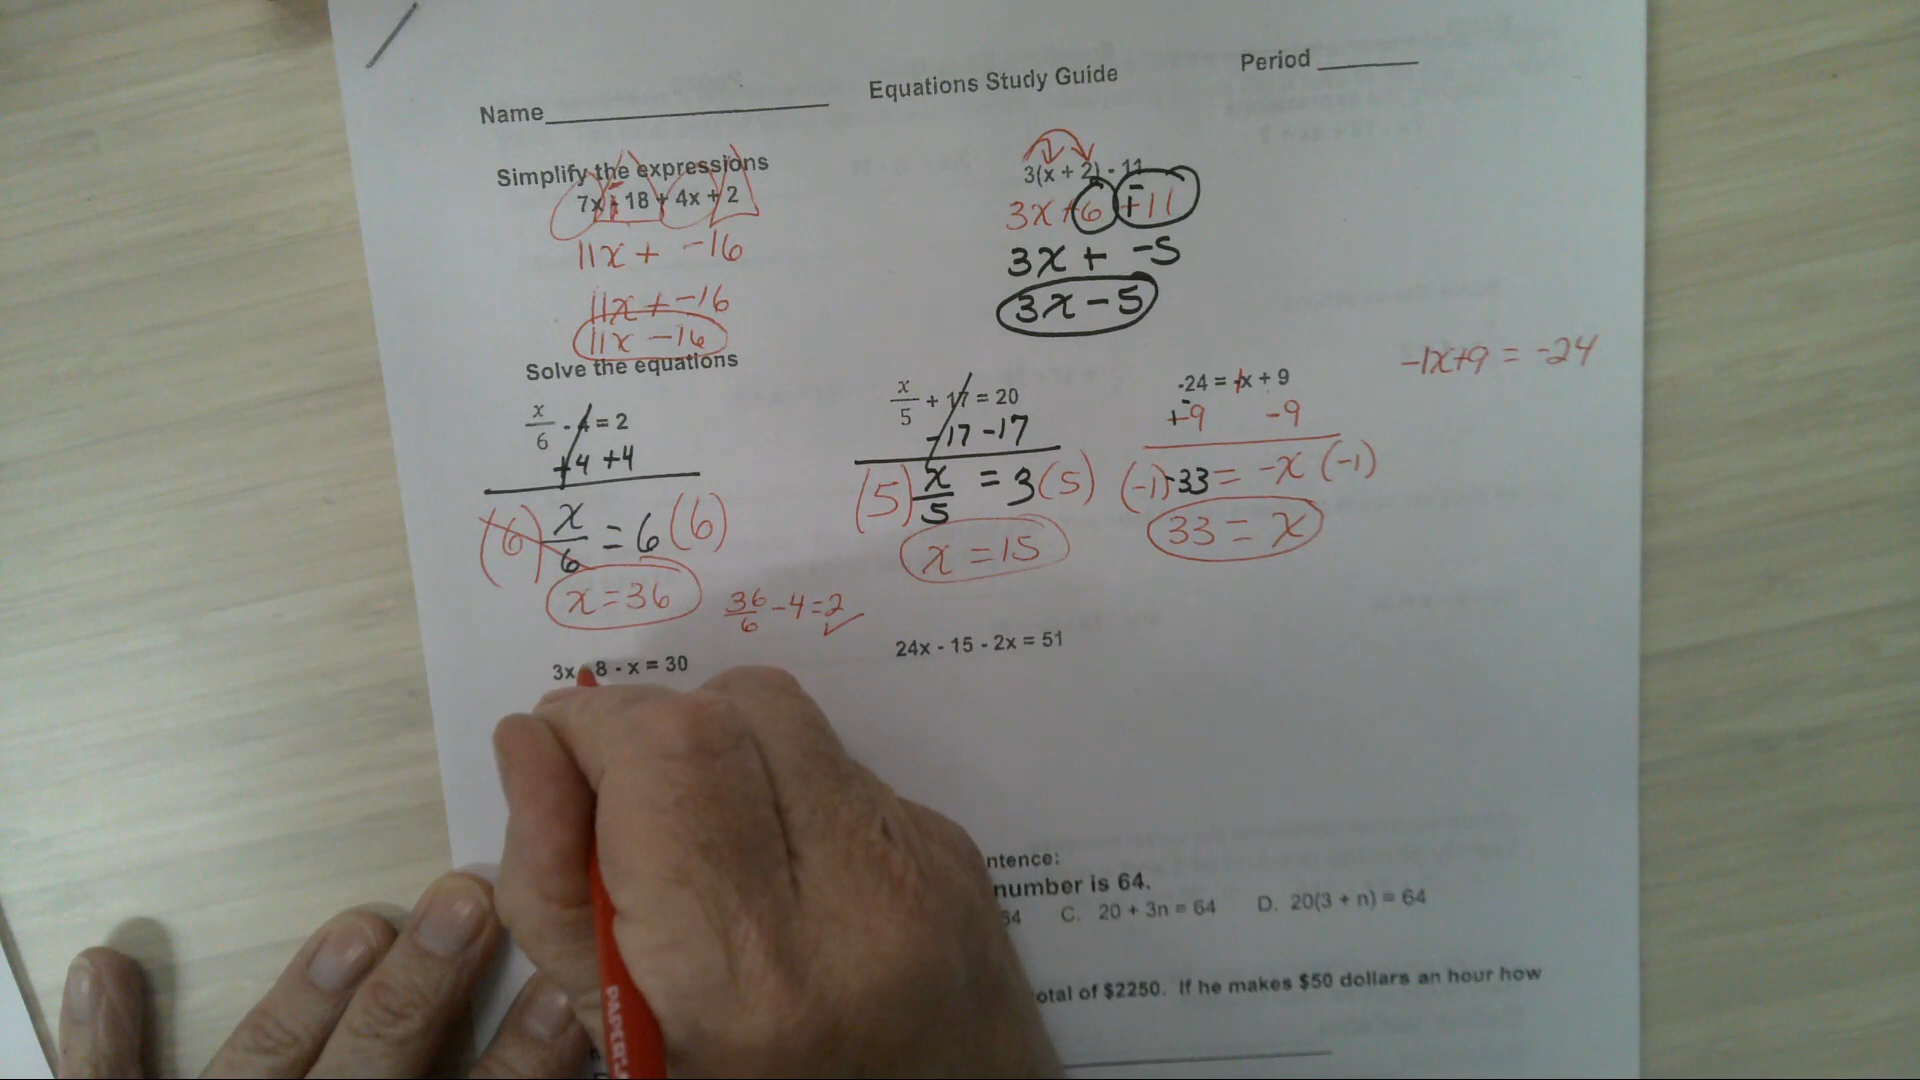 Name
Equations Study Guide
Period
Simplify the expressions
7x - 18 + 4x + 2
11x + -16
11x + -16
11x - 16
3(x + 2) - 11
3x + 6 + -11
3x + -5
3x - 5
Solve the equations
x/6 - 4 = 2
+4 +4
(6) x/6 = 6 (6)
x = 36
36/6 - 4 = 2 ✓
x/5 + 17 = 20
-17 -17
(5) x/5 = 3 (5)
x = 15
-24 = -x + 9
-9 -9
(-1) -33 = -x (-1)
33 = x
-1x+9 = -24
3x 8 - x = 30
24x - 15 - 2x = 51
ntence:
number is 64.
64 C. 20 + 3n = 64 D. 20(3 + n) = 64
otal of $2250. If he makes $50 dollars an hour how
PAPER